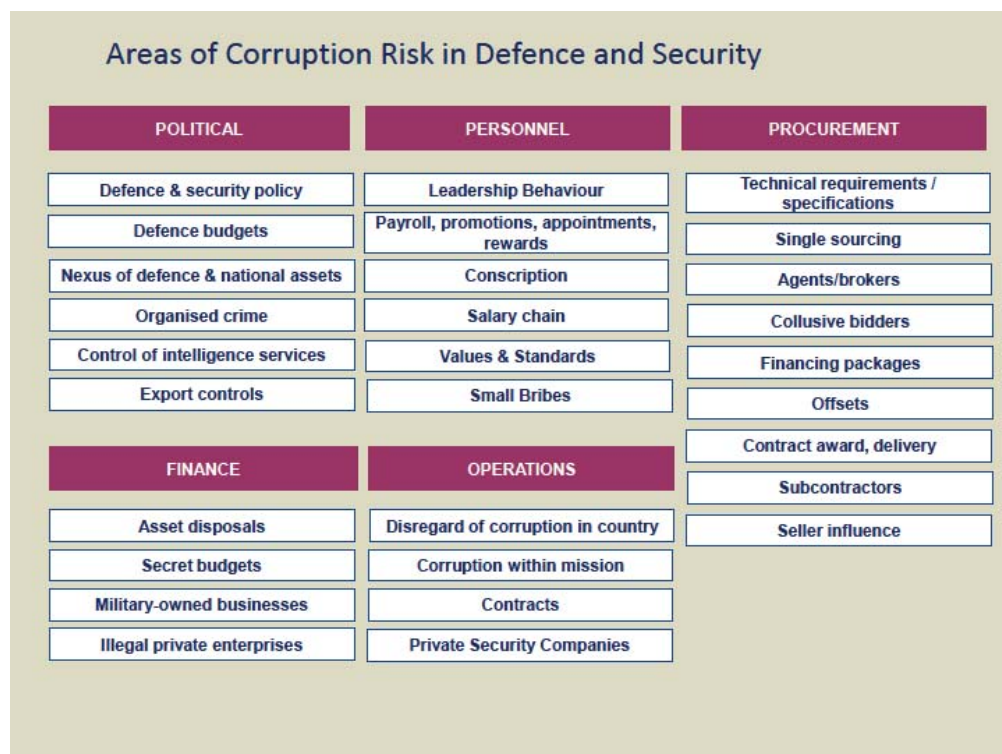 Areas of Corruption Risk in Defence and Security
POLITICAL
Defence & security policy
Defence budgets
Nexus of defence & national assets
Organised crime
Control of intelligence services
Export controls
PERSONNEL
Leadership Behaviour
Payroll, promotions, appointments,
rewards
Conscription
Salary chain
Values & Standards
Small Bribes
PROCUREMENT
Technical requirements /
specifications
Single sourcing
Agents/brokers
Collusive bidders
Financing packages
Offsets
Contract award, delivery
Subcontractors
Seller influence
FINANCE
Asset disposals
Secret budgets
Military-owned businesses
Illegal private enterprises
OPERATIONS
Disregard of corruption in country
Corruption within mission
Contracts
Private Security Companies